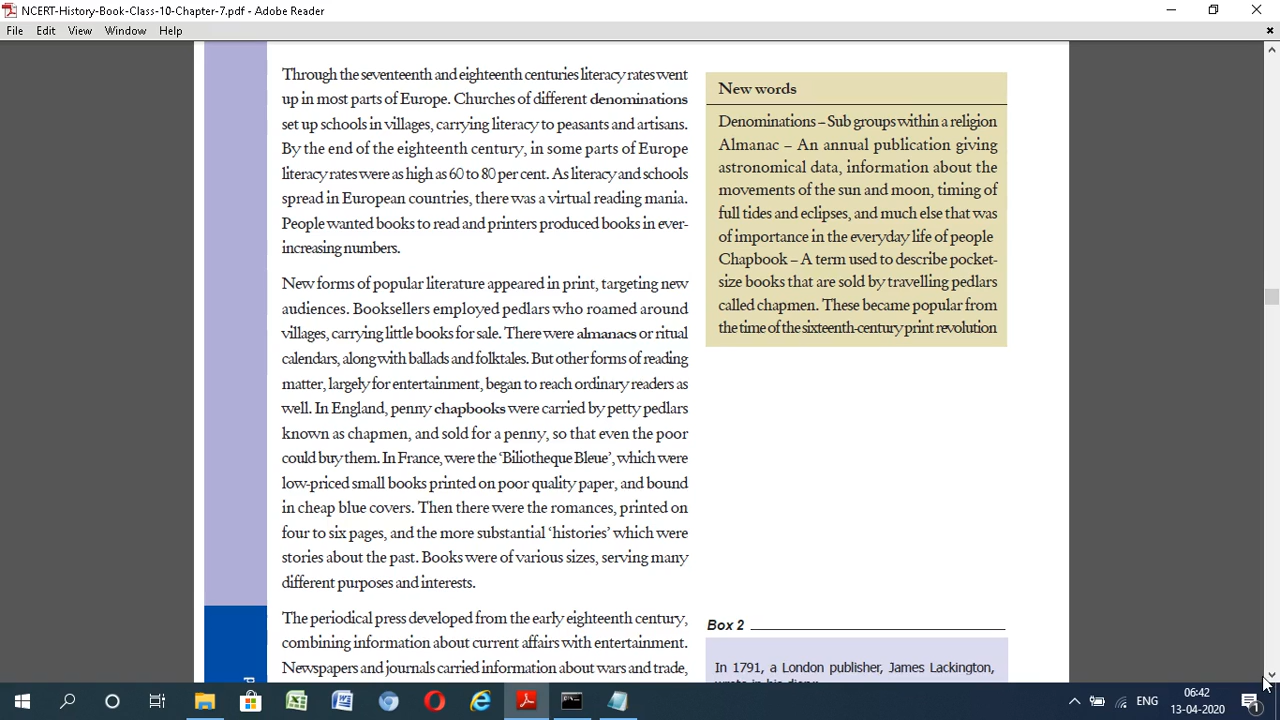 NCERT-History-Book-Class-10-Chapter-7.pdf - Adobe Reader
File Edit View Window Help
Through the seventeenth and eighteenth centuries literacy rates went
up in most parts of Europe. Churches of different denominations
set up schools in villages, carrying literacy to peasants and artisans.
By the end of the eighteenth century, in some parts of Europe
literacy rates were as high as 60 to 80 per cent. As literacy and schools
spread in European countries, there was a virtual reading mania.
People wanted books to read and printers produced books in ever-
increasing numbers.
New forms of popular literature appeared in print, targeting new
audiences. Booksellers employed pedlars who roamed around
villages, carrying little books for sale. There were almanacs or ritual
calendars, along with ballads and folktales. But other forms of reading
matter, largely for entertainment, began to reach ordinary readers as
well. In England, penny chapbooks were carried by petty pedlars
known as chapmen, and sold for a penny, so that even the poor
could buy them. In France, were the ‘Biliotheque Bleue’, which were
low-priced small books printed on poor quality paper, and bound
in cheap blue covers. Then there were the romances, printed on
four to six pages, and the more substantial ‘histories’ which were
stories about the past. Books were of various sizes, serving many
different purposes and interests.
The periodical press developed from the early eighteenth century,
combining information about current affairs with entertainment.
Newspapers and journals carried information about wars and trade,
New words
Denominations – Sub groups within a religion
Almanac – An annual publication giving
astronomical data, information about the
movements of the sun and moon, timing of
full tides and eclipses, and much else that was
of importance in the everyday life of people
Chapbook – A term used to describe pocket-
size books that are sold by travelling pedlars
called chapmen. These became popular from
the time of the sixteenth-century print revolution
Box 2
In 1791, a London publisher, James Lackington,
wrote in his diary:
P
ENG
06:42
13-04-2020
1